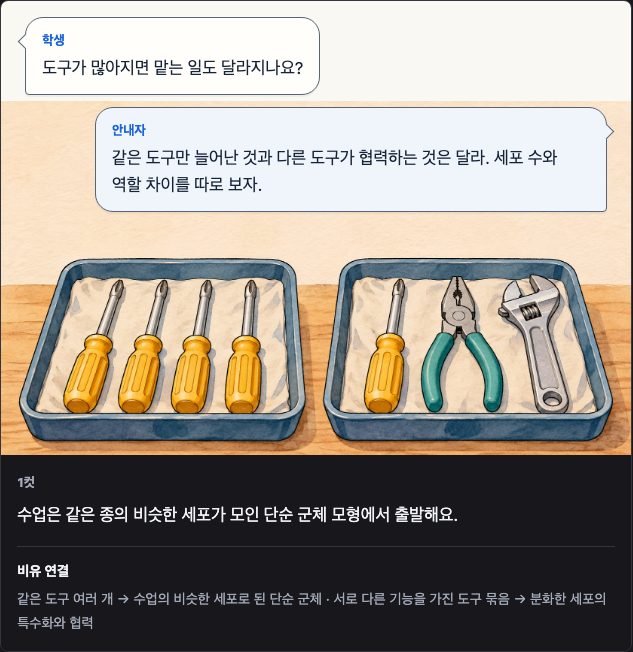 학생
도구가 많아지면 맡는 일도 달라지나요?
안내자
같은 도구만 늘어난 것과 다른 도구가 협력하는 것은 달라. 세포 수와
역할 차이를 따로 보자.
1컷
수업은 같은 종의 비슷한 세포가 모인 단순 군체 모형에서 출발해요.
비유 연결
같은 도구 여러 개 → 수업의 비슷한 세포로 된 단순 군체 · 서로 다른 기능을 가진 도구 묶음 → 분화한 세포의
특수화와 협력